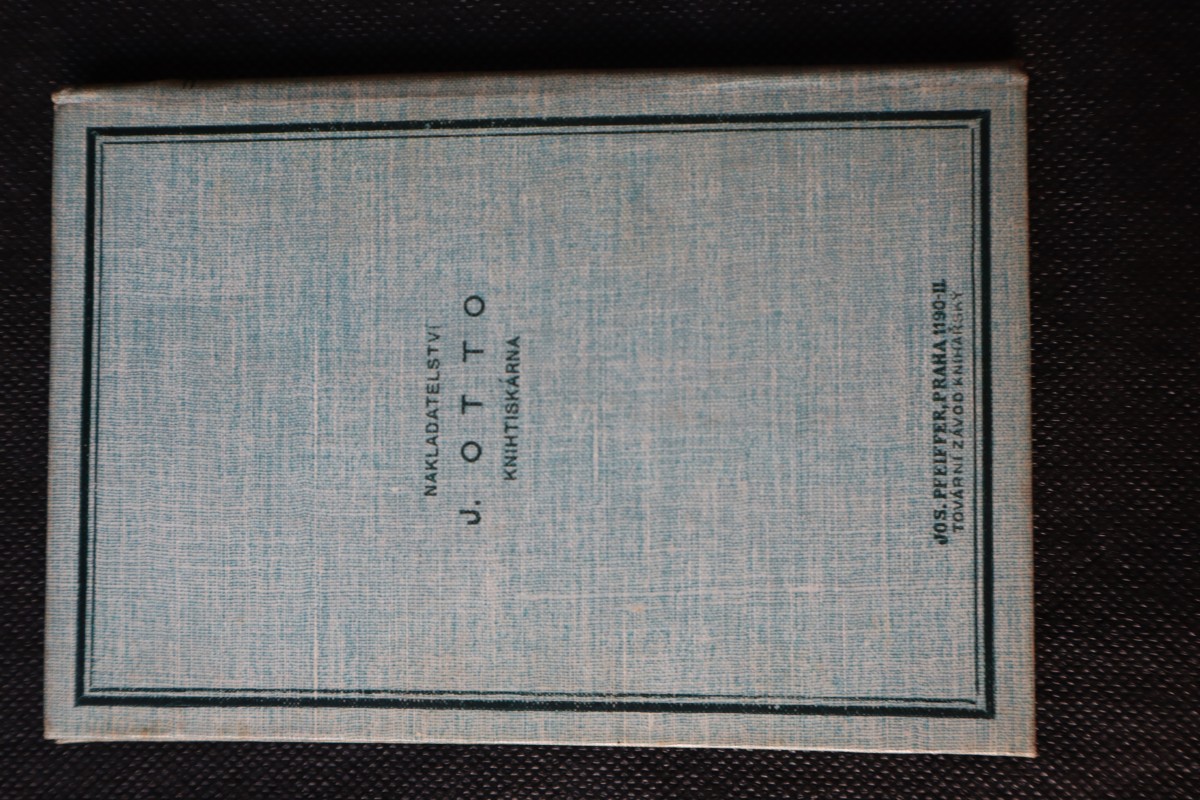 NAKLADATELSTVÍ
J. OTTO
KNIHTISKÁRNA
JOS. PFEIFFER, PRAHA 1190-II.
TOVÁRNÍ ZÁVOD KNIHAŘSKÝ